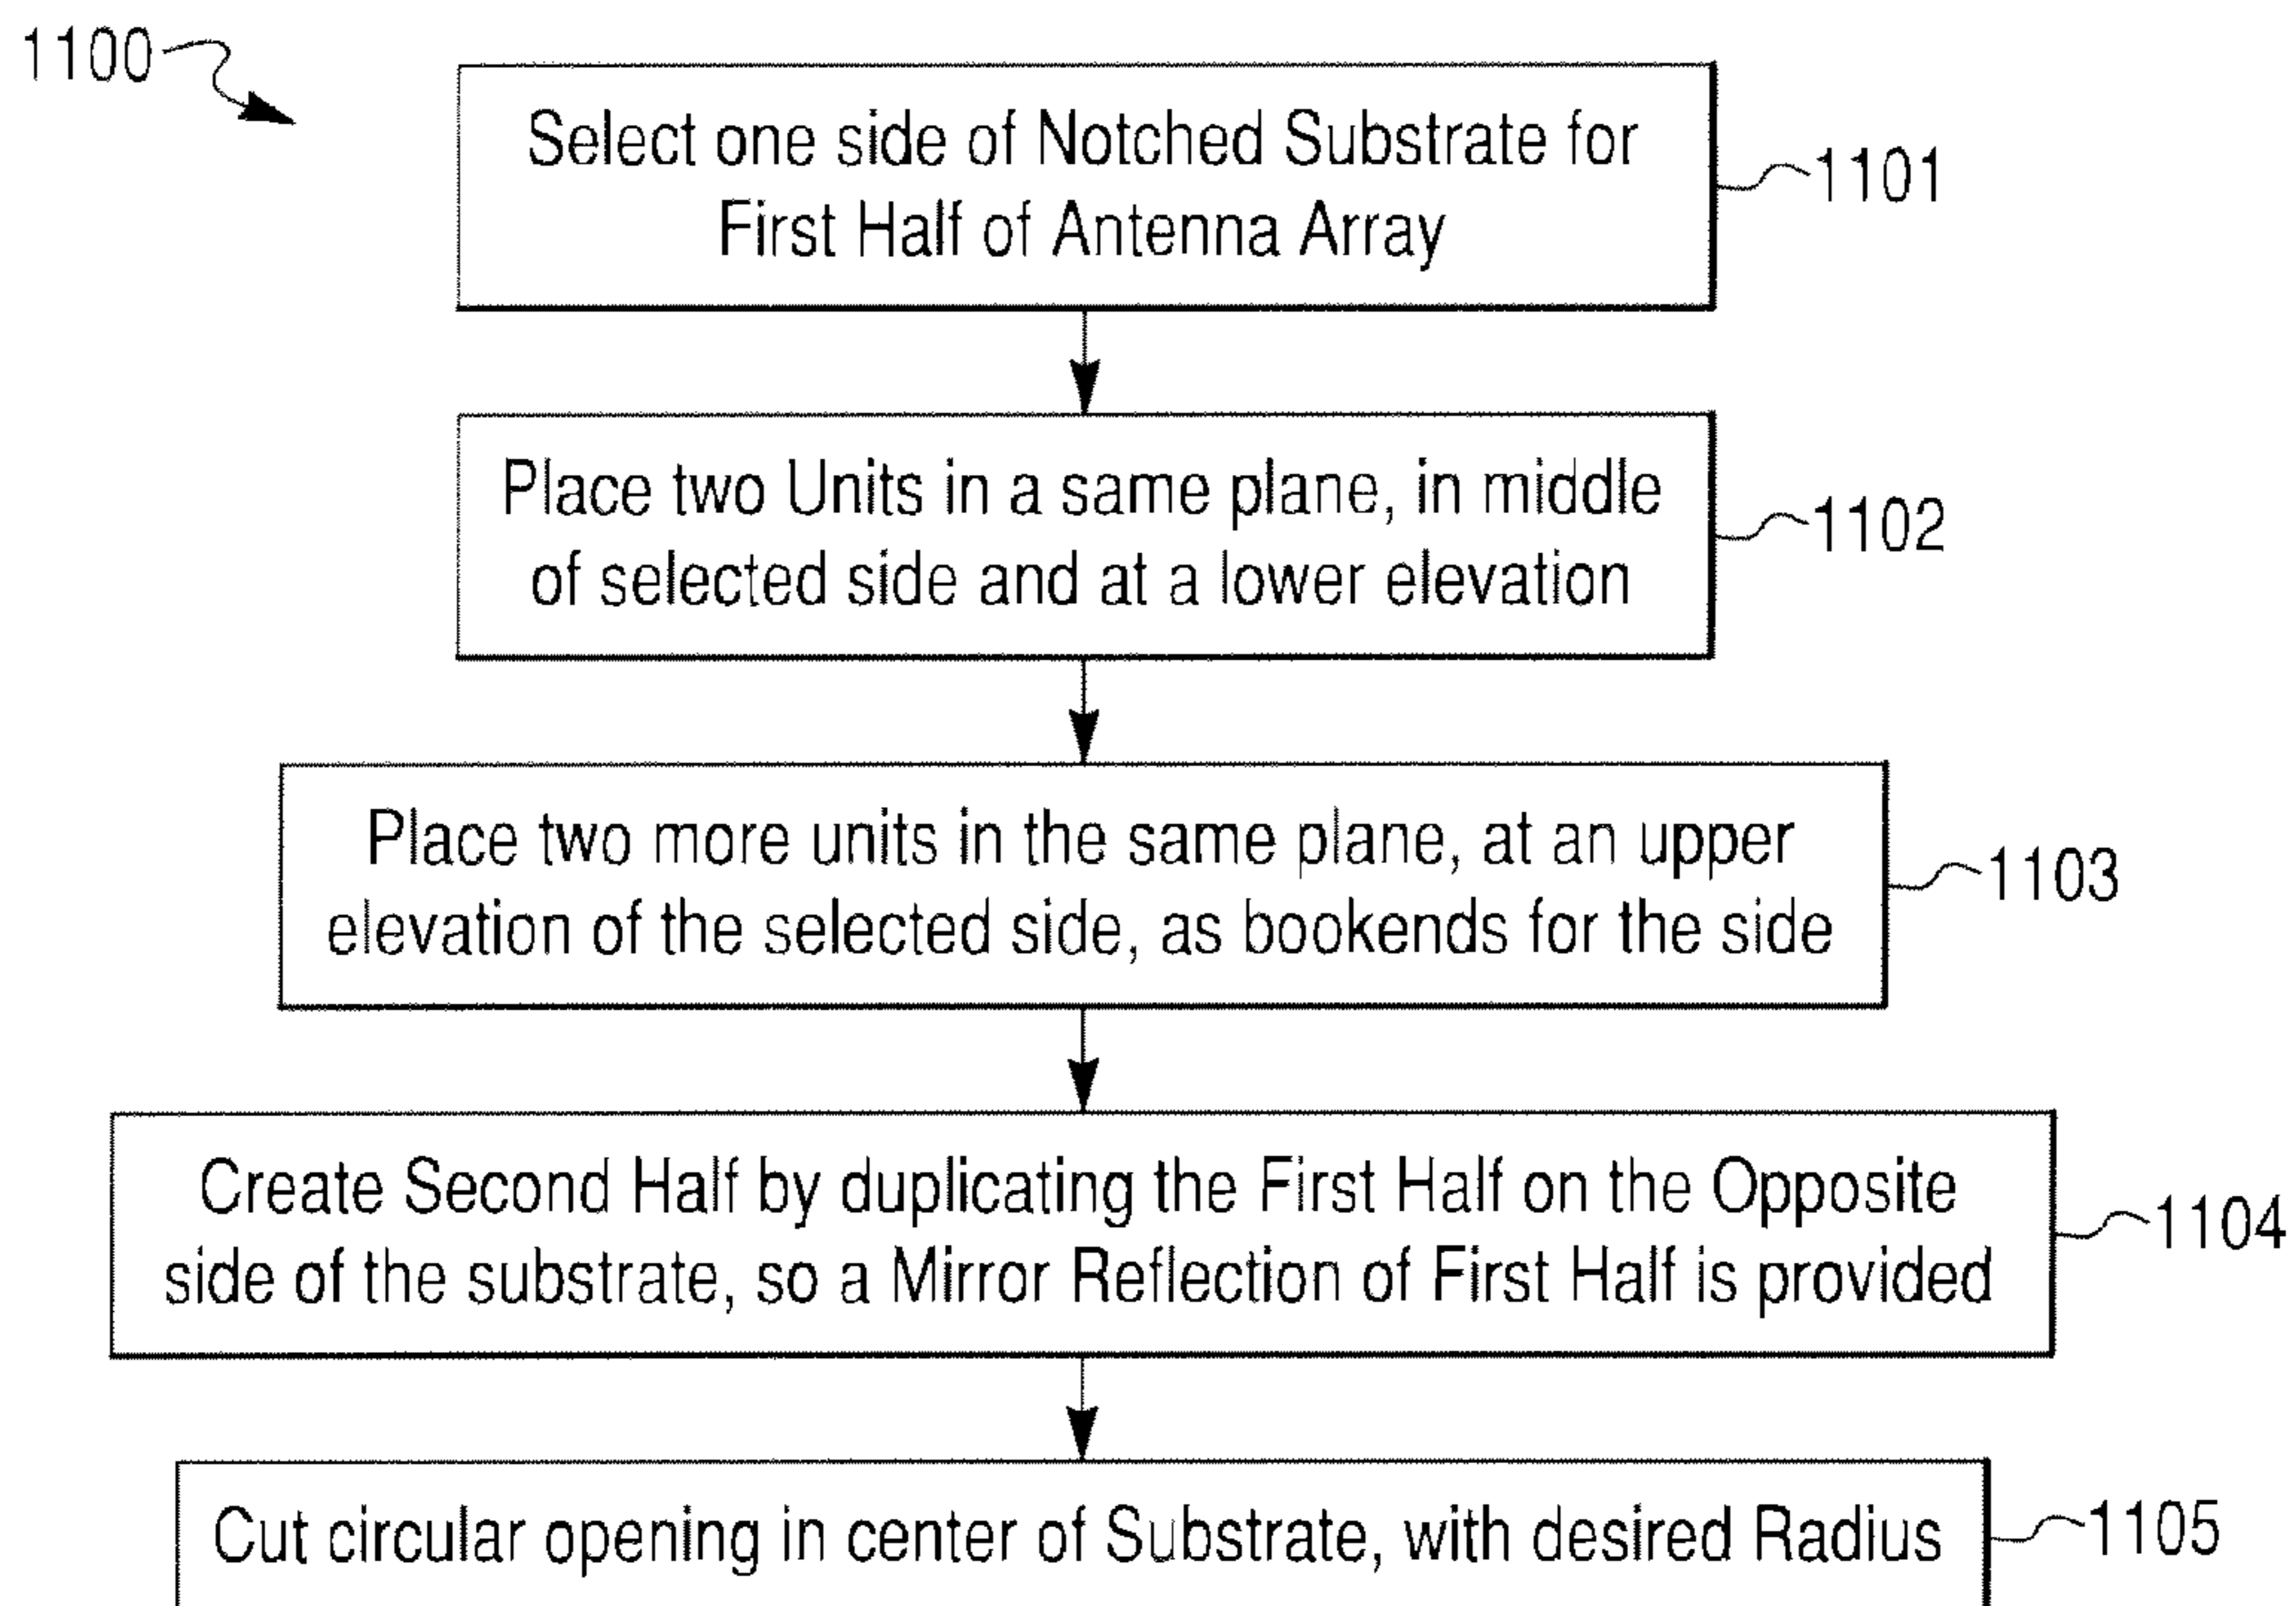 1100
Select one side of Notched Substrate for
First Half of Antenna Array
1101
Place two Units in a same plane, in middle
of selected side and at a lower elevation
1102
Place two more units in the same plane, at an upper
elevation of the selected side, as bookends for the side
1103
Create Second Half by duplicating the First Half on the Opposite
side of the substrate, so a Mirror Reflection of First Half is provided
1104
Cut circular opening in center of Substrate, with desired Radius
1105